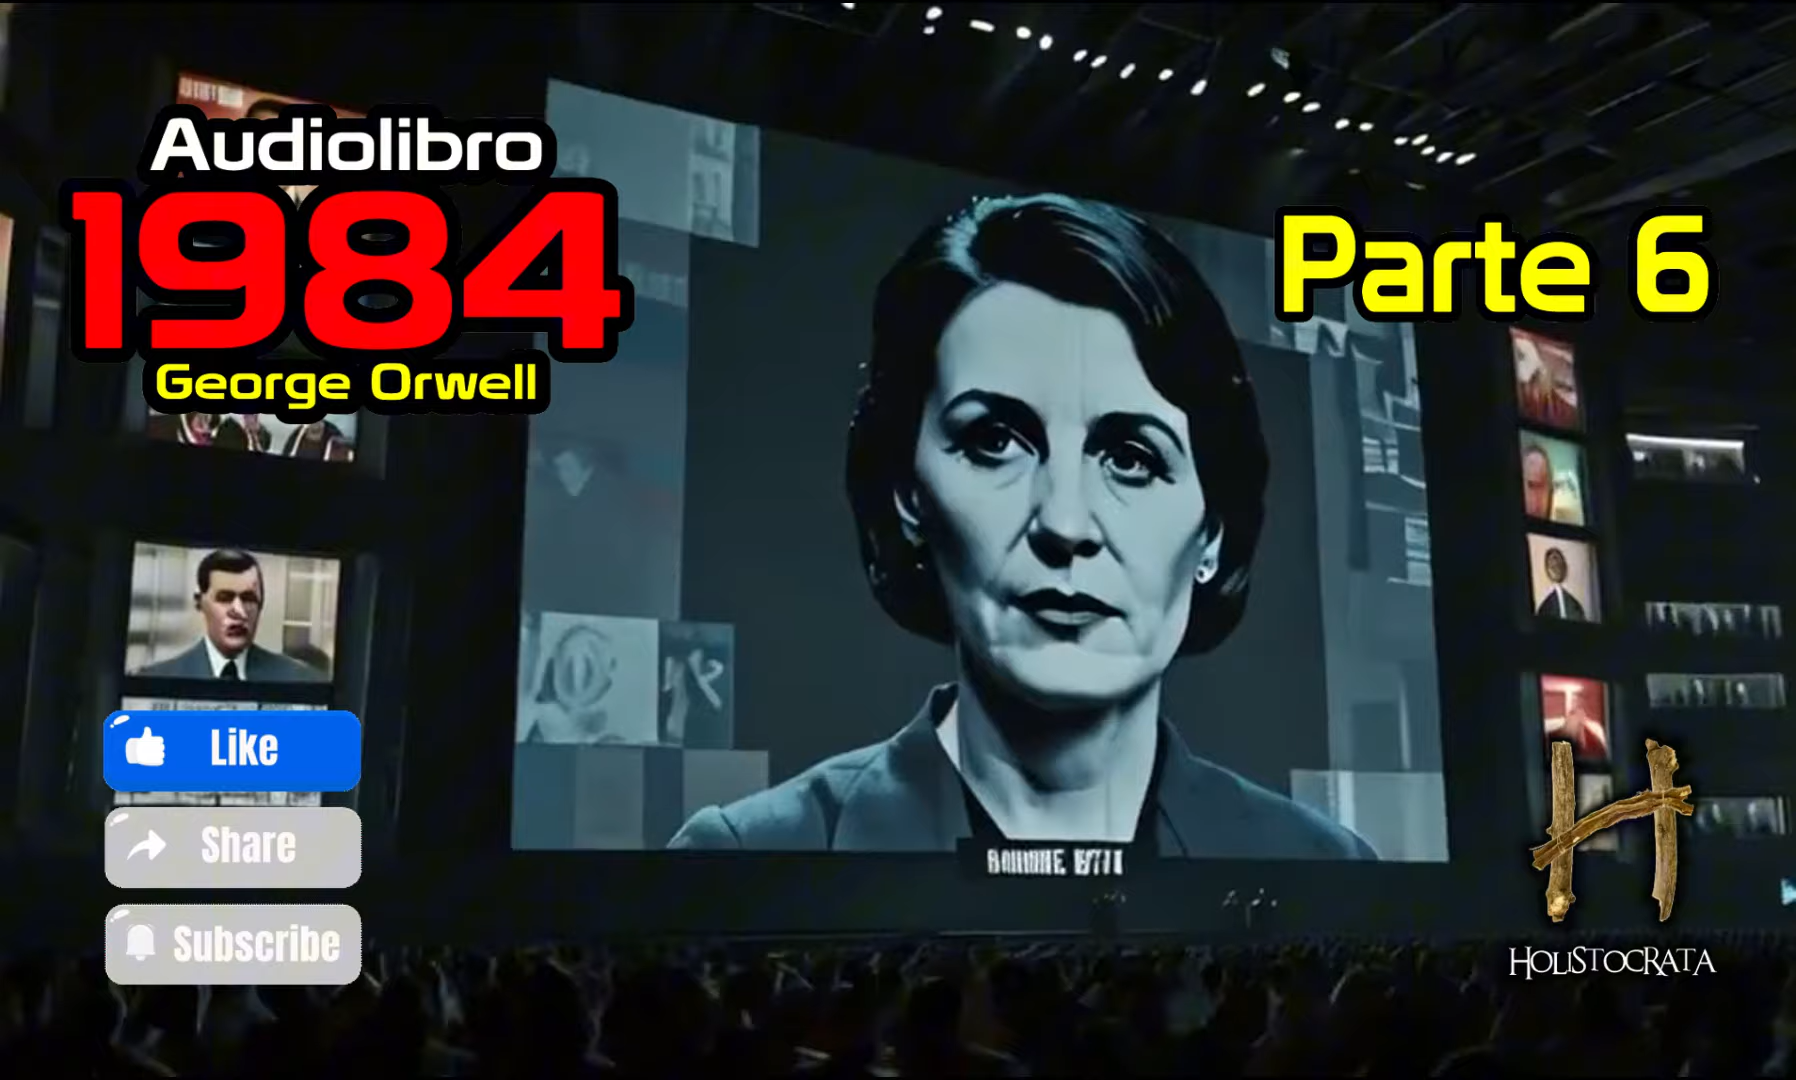 Audiolibro
1984
George Orwell
Parte 6
Like
Share
Subscribe
HOLISTOCRATA